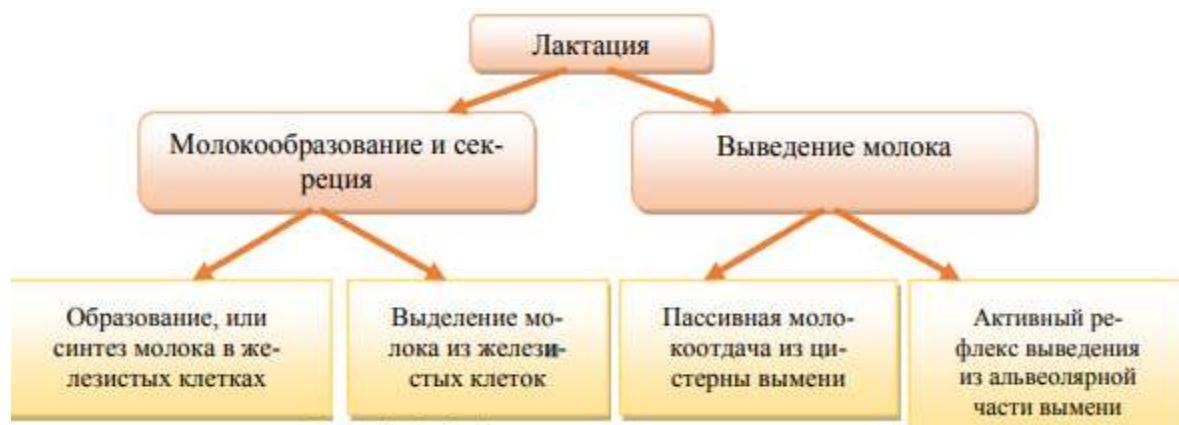 Лактация
Молокообразование и сек-
реция
Выведение молока
Образование, или
синтез молока в же-
лезистых клетках
Выделение мо-
лока из желези-
стых клеток
Пассивная моло-
коотдача из ци-
стерны вымени
Активный ре-
флекс выведения
из альвеолярной
части вымени